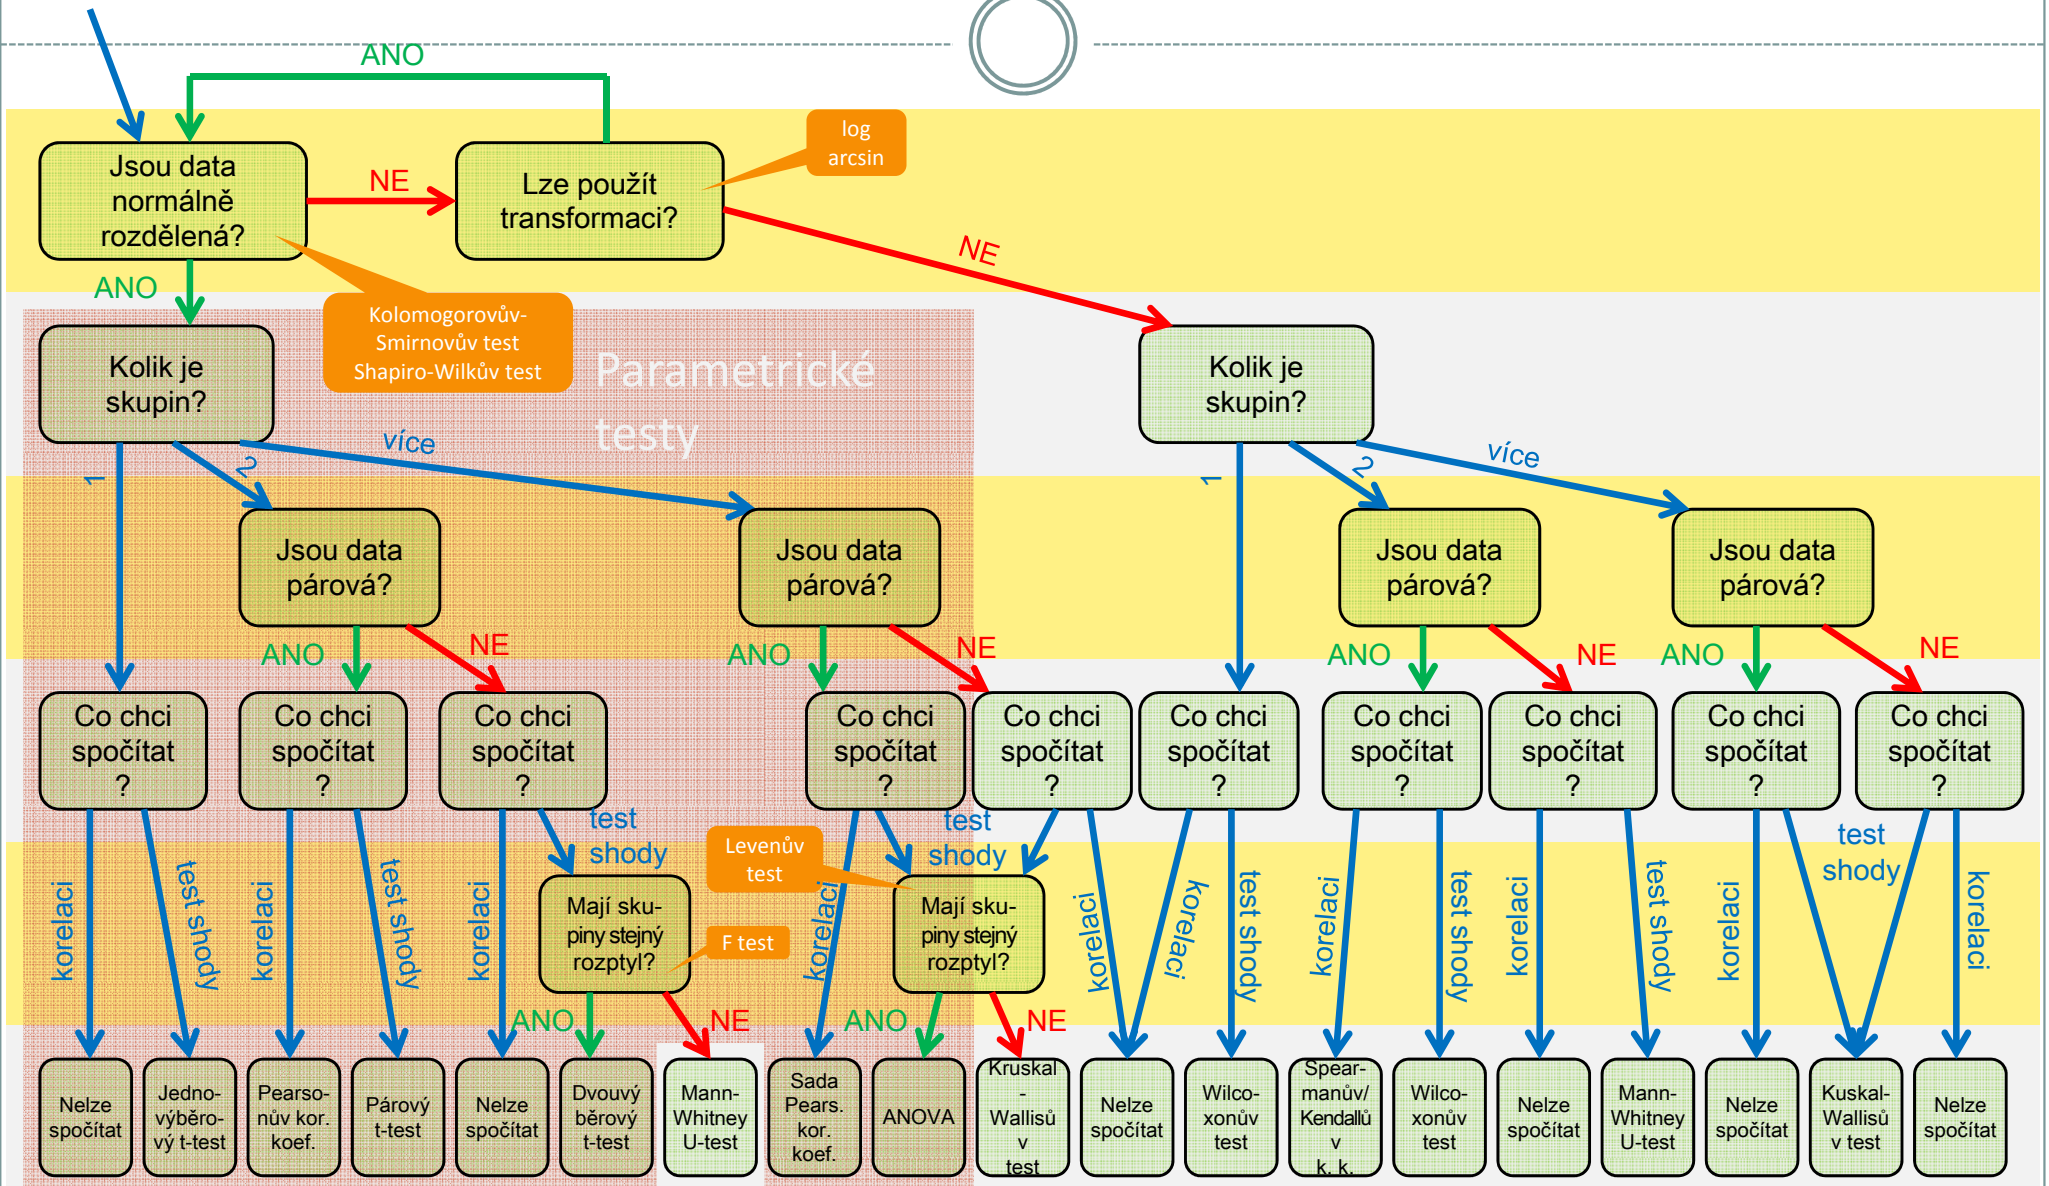 ANO
log
arcsin
Jsou data
normálně
rozdělená?
NE
Lze použít
transformaci?
NE
ANO
Kolomogorovův-
Smirnovův test
Shapiro-Wilkův test
Parametrické
testy
Kolik je
skupin?
Kolik je
skupin?
1
2
více
1
2
více
Jsou data
párová?
Jsou data
párová?
Jsou data
párová?
Jsou data
párová?
ANO
NE
ANO
NE
ANO
NE
ANO
NE
Co chci
spočítat
?
Co chci
spočítat
?
Co chci
spočítat
?
Co chci
spočítat
?
Co chci
spočítat
?
Co chci
spočítat
?
Co chci
spočítat
?
Co chci
spočítat
?
Co chci
spočítat
?
Co chci
spočítat
?
korelaci
test shody
korelaci
test shody
korelaci
test
shody
Levenův
test
korelaci
test
shody
korelaci
korelaci
test shody
korelaci
test shody
korelaci
test shody
korelaci
test
shody
korelaci
Mají sku-
piny stejný
rozptyl?
F test
Mají sku-
piny stejný
rozptyl?
ANO
NE
ANO
NE
Nelze
spočítat
Jedno-
výběro-
vý t-test
Pearso-
nův kor.
koef.
Párový
t-test
Nelze
spočítat
Dvouvý
běrový
t-test
Mann-
Whitney
U-test
Sada
Pears.
kor.
koef.
ANOVA
Kruskal
-
Wallisů
v
test
Nelze
spočítat
Wilco-
xonův
test
Spear-
manův/
Kendallů
v
k. k.
Wilco-
xonův
test
Nelze
spočítat
Mann-
Whitney
U-test
Nelze
spočítat
Kuskal-
Wallisů
v test
Nelze
spočítat